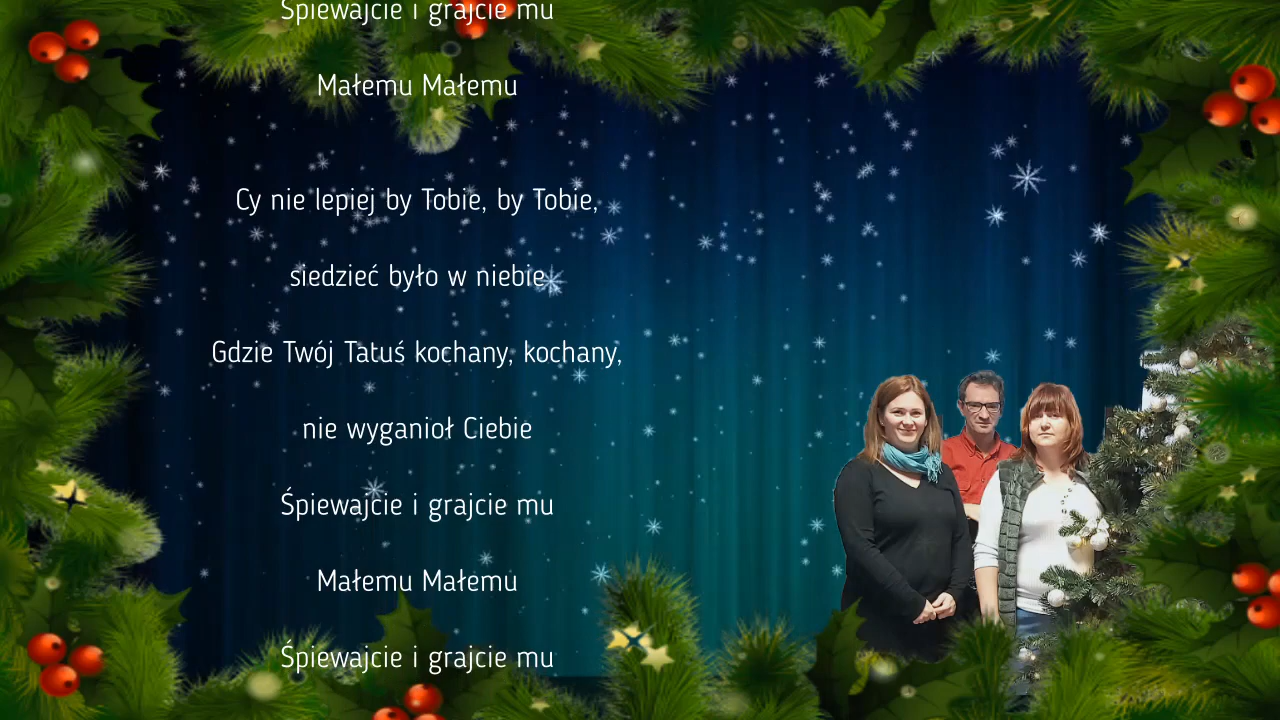 Śpiewajcie i grajcie mu
Małemu Małemu
Cy nie lepiej by Tobie, by Tobie,
siedzieć było w niebie
Gdzie Twój Tatuś kochany, kochany,
nie wyganioł Ciebie
Śpiewajcie i grajcie mu
Małemu Małemu
Śpiewajcie i grajcie mu